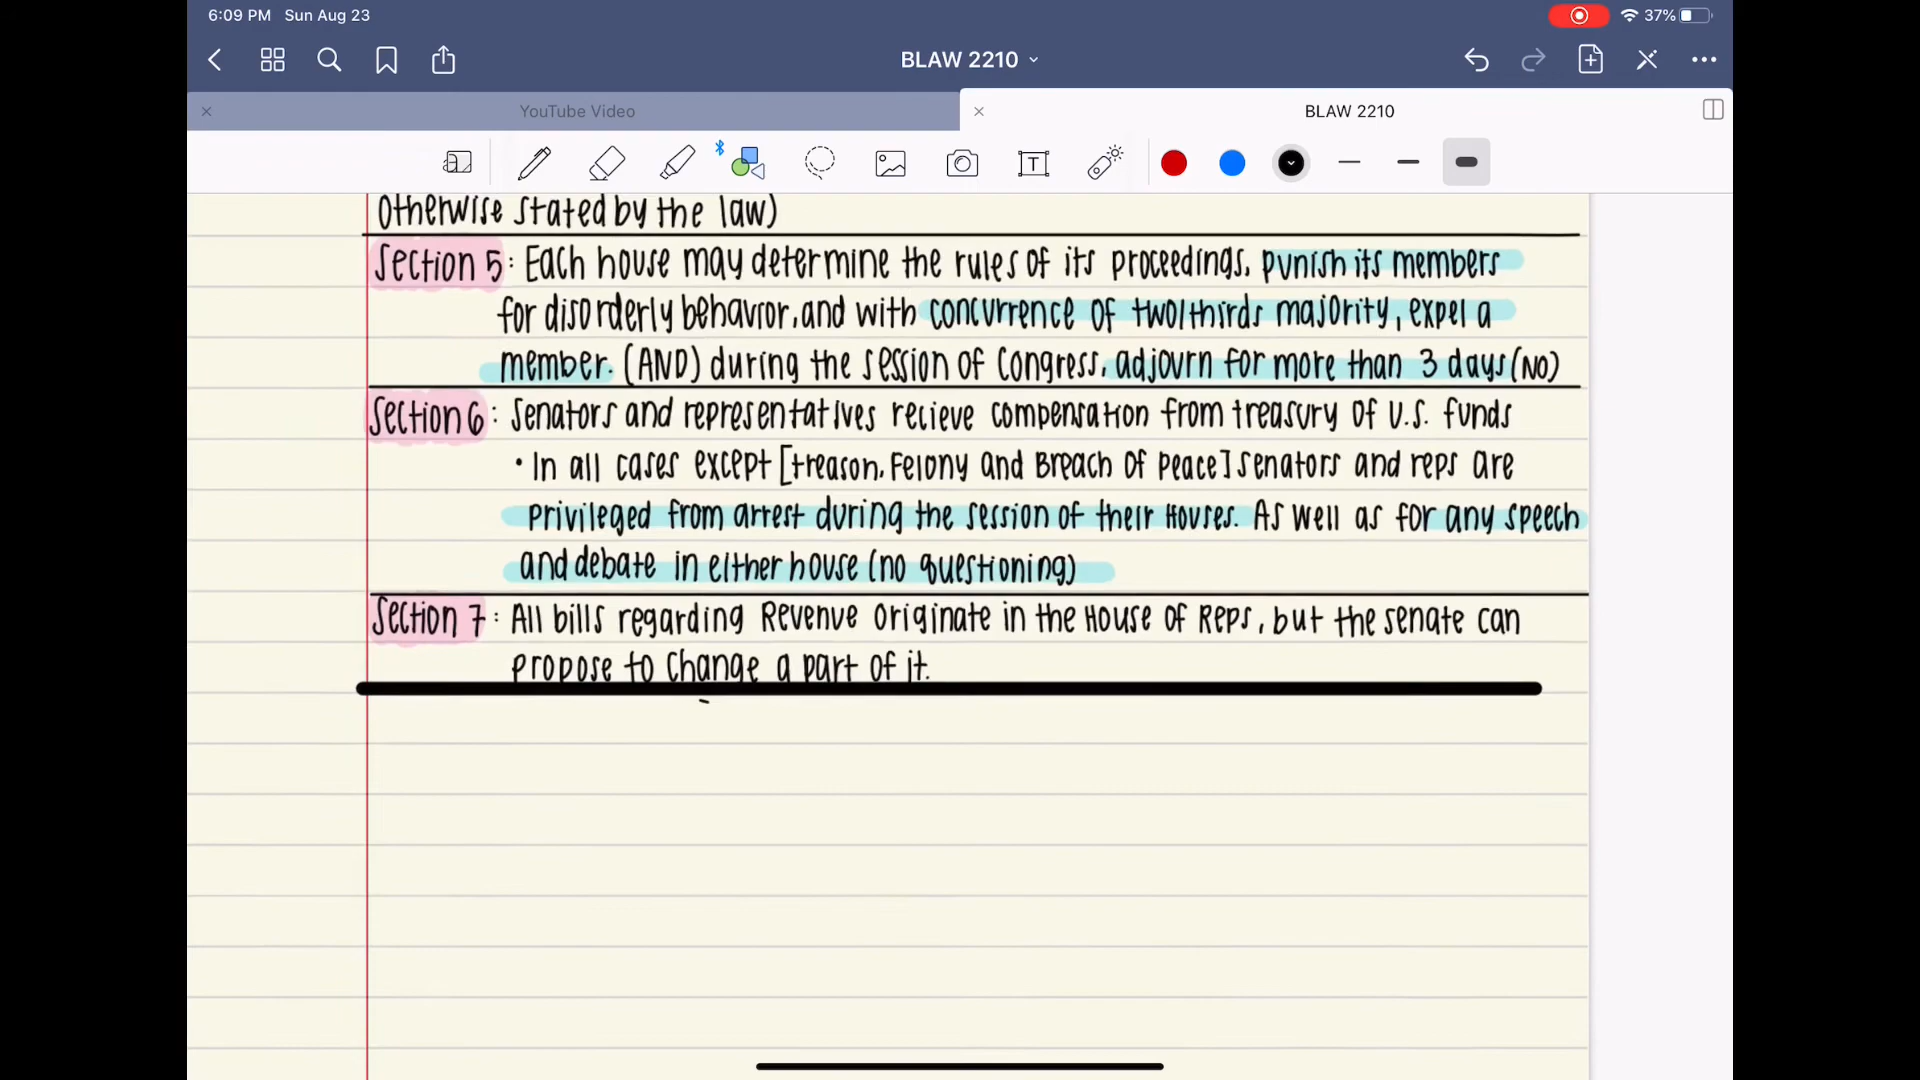 6:09 PM Sun Aug 23
37%
BLAW 2210
YouTube Video
BLAW 2210
Otherwise stated by the law)
Section 5: Each house may determine the rules of its proceedings, punish its members
for disorderly behavior, and with concurrence of two/thirds majority, expel a
member. (AND) during the session of Congress, adjourn for more than 3 days (NO)
Section 6: Senators and representatives recieve compensation from treasury of U.S. funds
• In all cases except [treason, Felony and Breach of Peace] senators and reps are
privileged from arrest during the session of their Houses. As well as for any speech
and debate in either house (no questioning)
Section 7: All bills regarding Revenue originate in the House of Reps, but the senate can
propose to change a part of it.